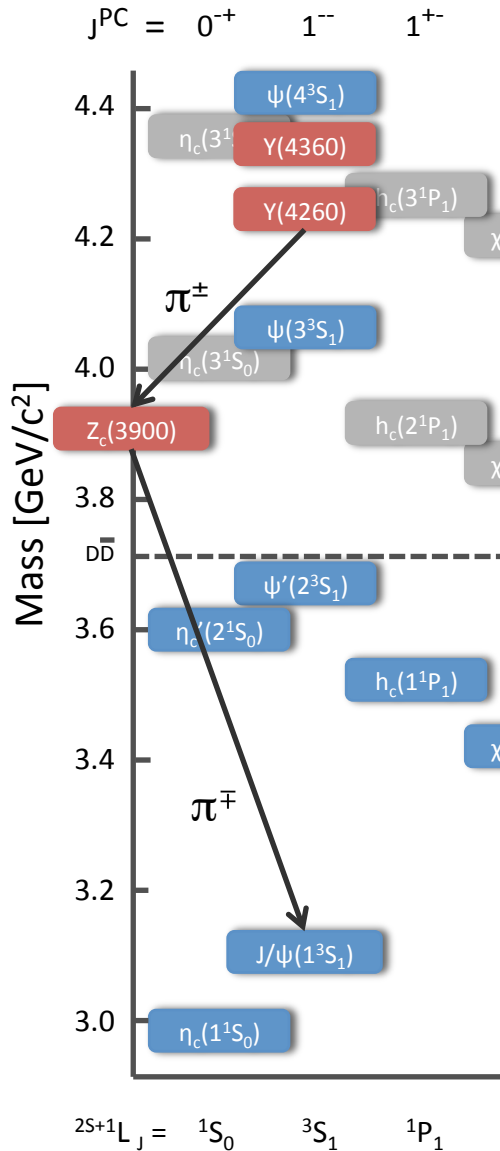 J^PC = 0⁻⁺ 1⁻⁻ 1⁺⁻
4.4
ψ(4³S₁)
η_c(3¹S
Y(4360)
Y(4260)
h_c(3¹P₁)
4.2
χ
π±
ψ(3³S₁)
4.0
η_c(3¹S₀)
Z_c(3900)
h_c(2¹P₁)
χ
3.8
Mass [GeV/c²]
DD̄
ψ'(2³S₁)
3.6
η_c'(2¹S₀)
h_c(1¹P₁)
3.4
χ
π∓
3.2
J/ψ(1³S₁)
3.0
η_c(1¹S₀)
²ˢ⁺¹L_J = ¹S₀ ³S₁ ¹P₁